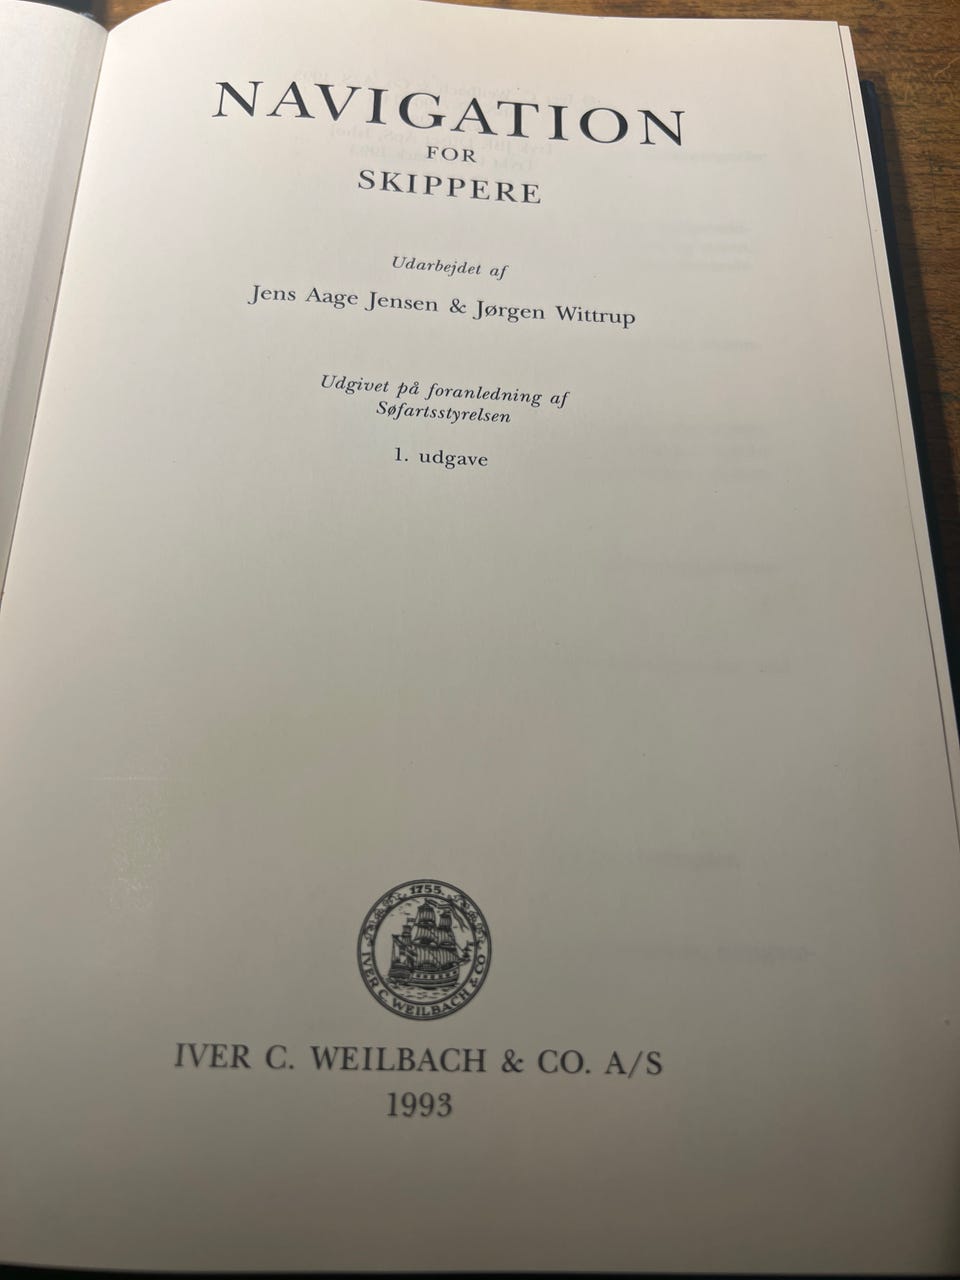 NAVIGATION
FOR
SKIPPERE
Udarbejdet af
Jens Aage Jensen & Jørgen Wittrup
Udgivet på foranledning af
Søfartsstyrelsen
1. udgave
1755
IVER C. WEILBACH & CO
IVER C. WEILBACH & CO. A/S
1993